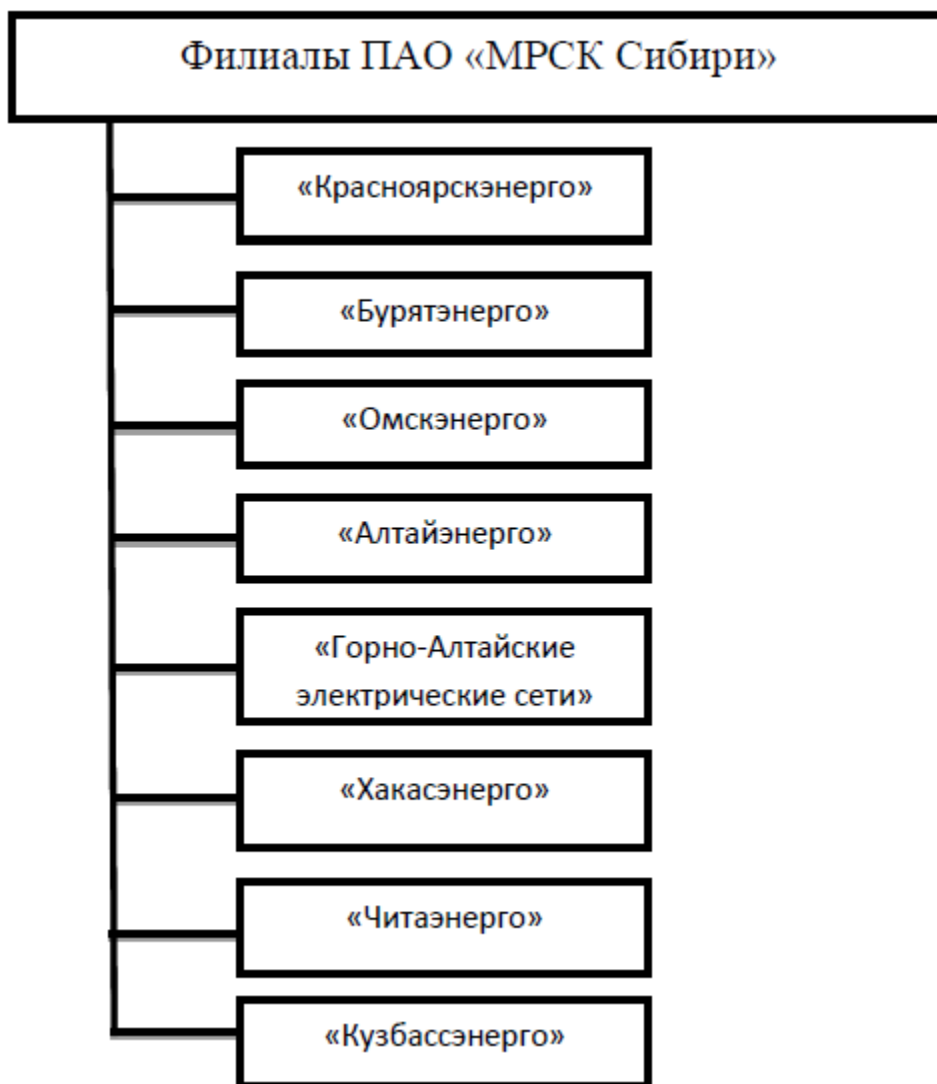 Филиалы ПАО «МРСК Сибири»
«Красноярскэнерго»
«Бурятэнерго»
«Омскэнерго»
«Алтайэнерго»
«Горно-Алтайские
электрические сети»
«Хакасэнерго»
«Читаэнерго»
«Кузбассэнерго»